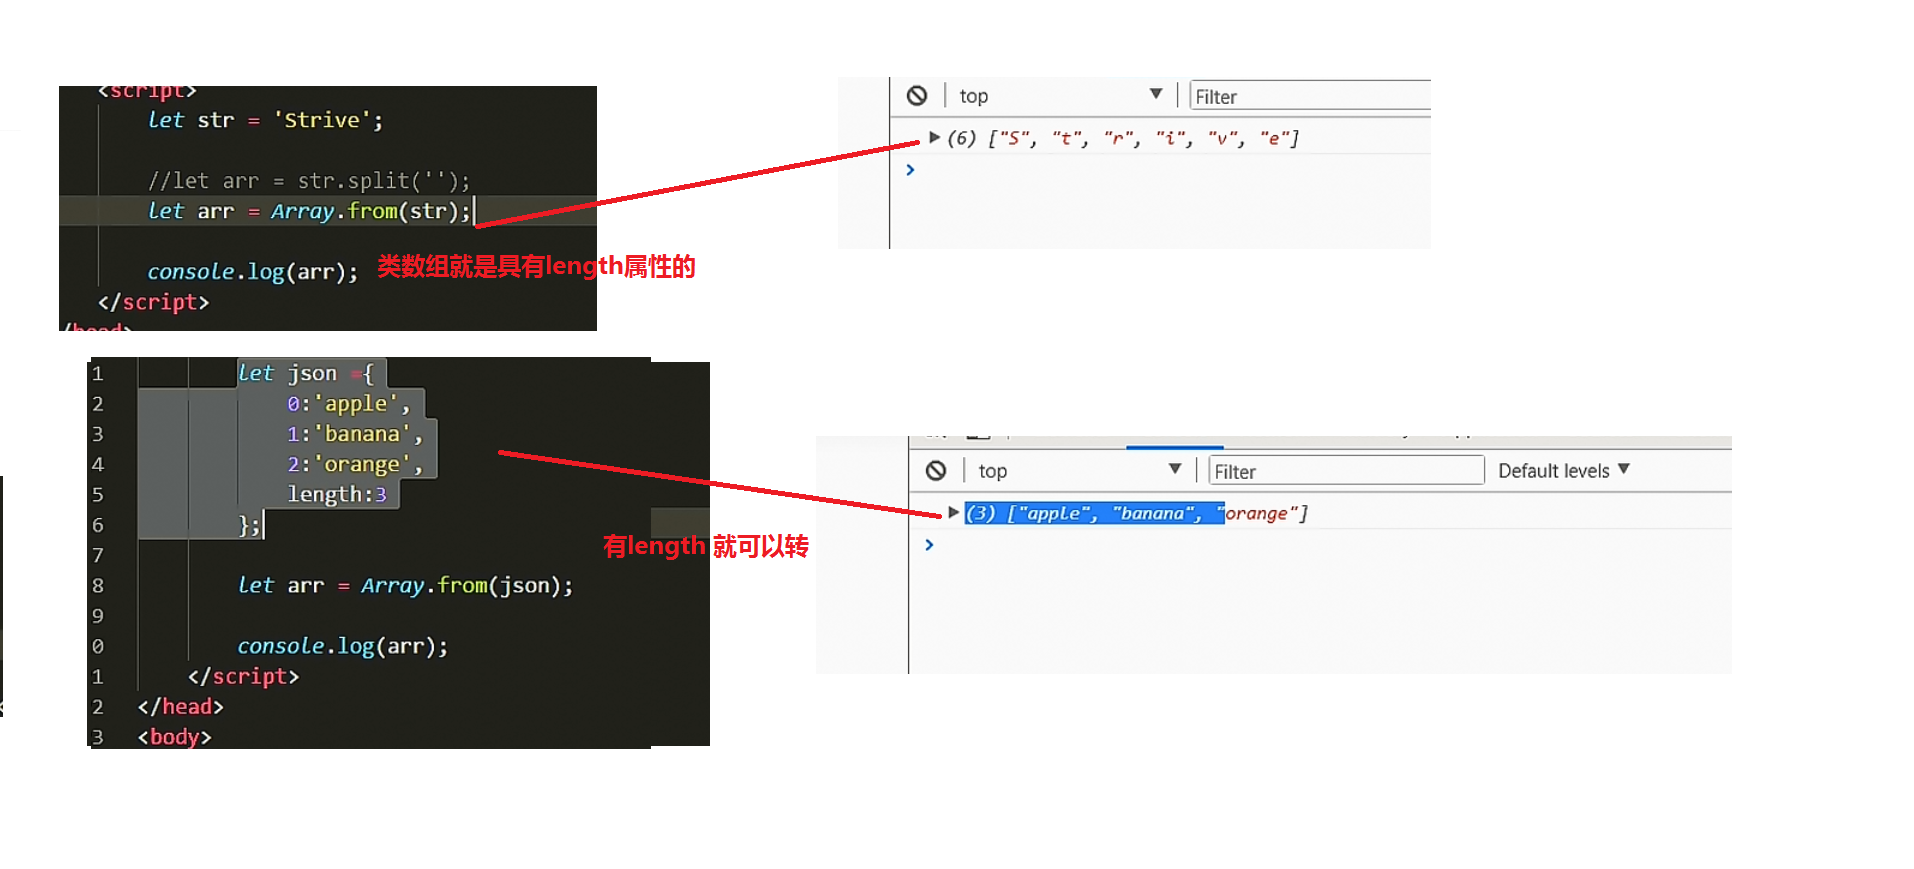 <script>
let str = 'Strive';
//let arr = str.split('');
let arr = Array.from(str);
console.log(arr);
类数组就是具有length属性的
</script>
/head>
top
Filter
(6) ["S", "t", "r", "i", "v", "e"]
1 let json ={
2 0:'apple',
3 1:'banana',
4 2:'orange',
5 length:3
6 };
7
8 let arr = Array.from(json);
9
0 console.log(arr);
1 </script>
2 </head>
3 <body>
有length 就可以转
top
Filter
Default levels
(3) ["apple", "banana", "orange"]